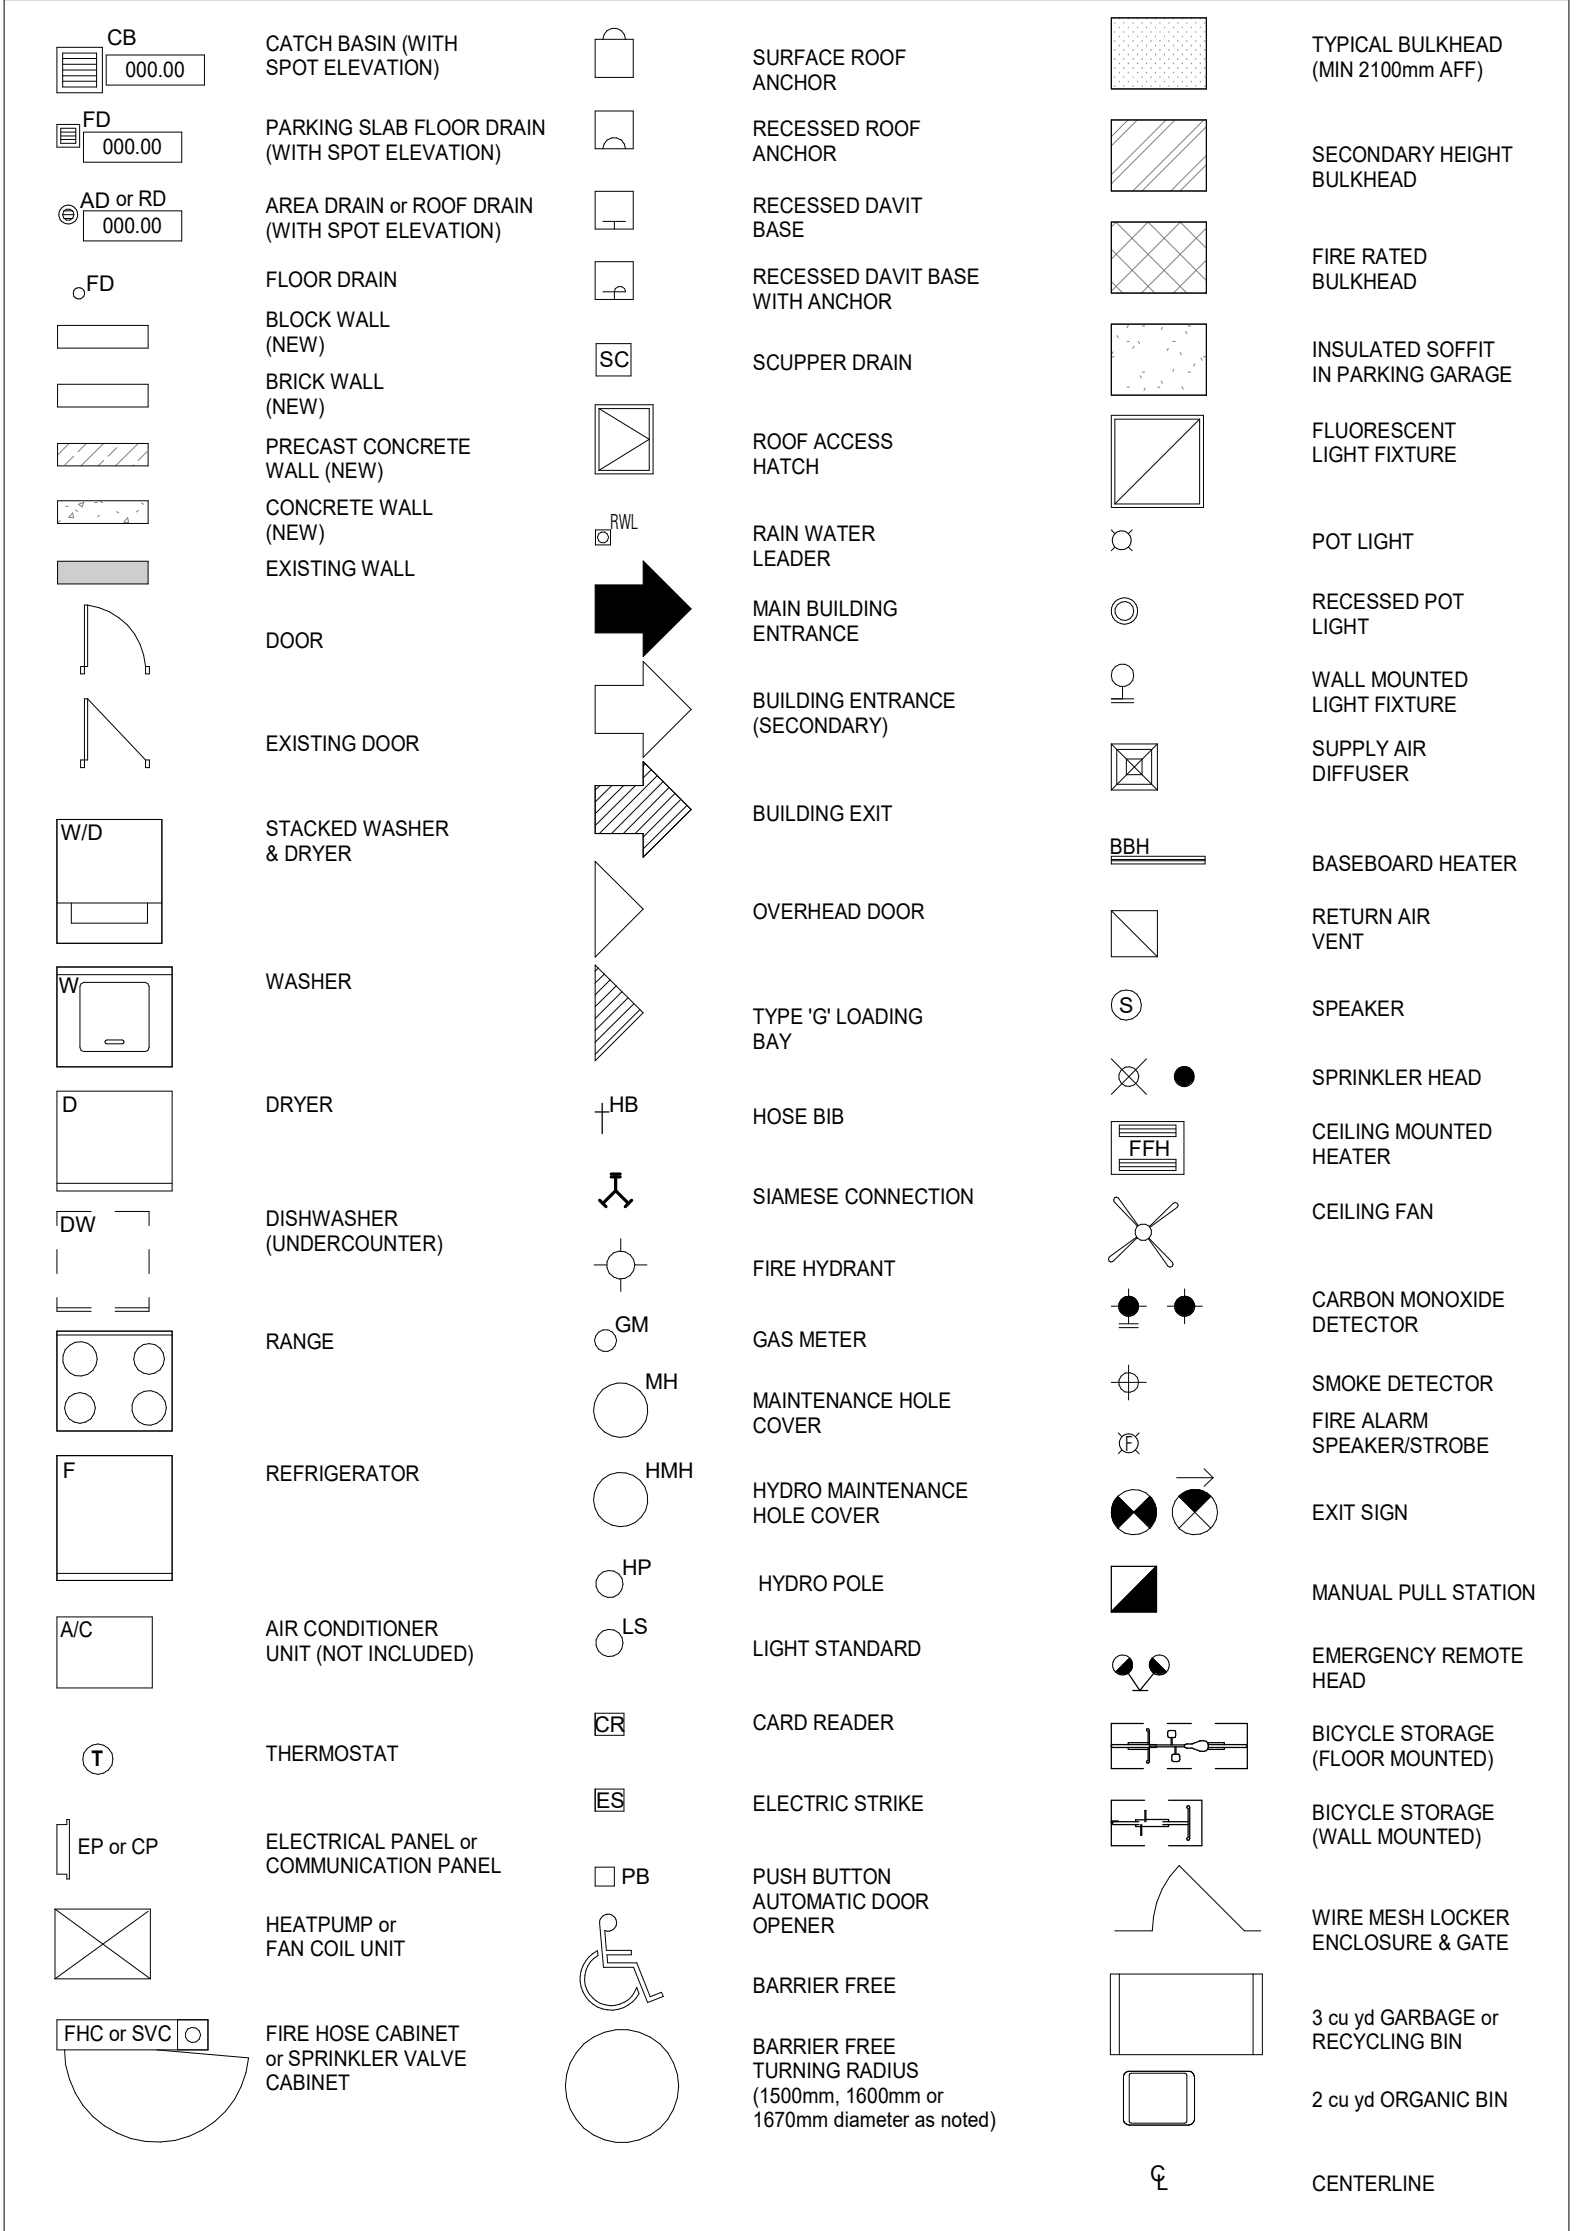 CB
000.00
CATCH BASIN (WITH
SPOT ELEVATION)
FD
000.00
PARKING SLAB FLOOR DRAIN
(WITH SPOT ELEVATION)
AD or RD
000.00
AREA DRAIN or ROOF DRAIN
(WITH SPOT ELEVATION)
FD
FLOOR DRAIN
BLOCK WALL
(NEW)
BRICK WALL
(NEW)
PRECAST CONCRETE
WALL (NEW)
CONCRETE WALL
(NEW)
EXISTING WALL
DOOR
EXISTING DOOR
W/D
STACKED WASHER
& DRYER
W
WASHER
D
DRYER
DW
DISHWASHER
(UNDERCOUNTER)
RANGE
F
REFRIGERATOR
A/C
AIR CONDITIONER
UNIT (NOT INCLUDED)
T
THERMOSTAT
EP or CP
ELECTRICAL PANEL or
COMMUNICATION PANEL
HEATPUMP or
FAN COIL UNIT
FHC or SVC
FIRE HOSE CABINET
or SPRINKLER VALVE
CABINET
SURFACE ROOF
ANCHOR
RECESSED ROOF
ANCHOR
RECESSED DAVIT
BASE
RECESSED DAVIT BASE
WITH ANCHOR
SC
SCUPPER DRAIN
ROOF ACCESS
HATCH
RWL
RAIN WATER
LEADER
MAIN BUILDING
ENTRANCE
BUILDING ENTRANCE
(SECONDARY)
BUILDING EXIT
OVERHEAD DOOR
TYPE 'G' LOADING
BAY
HB
HOSE BIB
SIAMESE CONNECTION
FIRE HYDRANT
GM
GAS METER
MH
MAINTENANCE HOLE
COVER
HMH
HYDRO MAINTENANCE
HOLE COVER
HP
HYDRO POLE
LS
LIGHT STANDARD
CR
CARD READER
ES
ELECTRIC STRIKE
PB
PUSH BUTTON
AUTOMATIC DOOR
OPENER
BARRIER FREE
BARRIER FREE
TURNING RADIUS
(1500mm, 1600mm or
1670mm diameter as noted)
TYPICAL BULKHEAD
(MIN 2100mm AFF)
SECONDARY HEIGHT
BULKHEAD
FIRE RATED
BULKHEAD
INSULATED SOFFIT
IN PARKING GARAGE
FLUORESCENT
LIGHT FIXTURE
POT LIGHT
RECESSED POT
LIGHT
WALL MOUNTED
LIGHT FIXTURE
SUPPLY AIR
DIFFUSER
BBH
BASEBOARD HEATER
RETURN AIR
VENT
S
SPEAKER
SPRINKLER HEAD
FFH
CEILING MOUNTED
HEATER
CEILING FAN
CARBON MONOXIDE
DETECTOR
SMOKE DETECTOR
F
FIRE ALARM
SPEAKER/STROBE
EXIT SIGN
MANUAL PULL STATION
EMERGENCY REMOTE
HEAD
BICYCLE STORAGE
(FLOOR MOUNTED)
BICYCLE STORAGE
(WALL MOUNTED)
WIRE MESH LOCKER
ENCLOSURE & GATE
3 cu yd GARBAGE or
RECYCLING BIN
2 cu yd ORGANIC BIN
℄
CENTERLINE